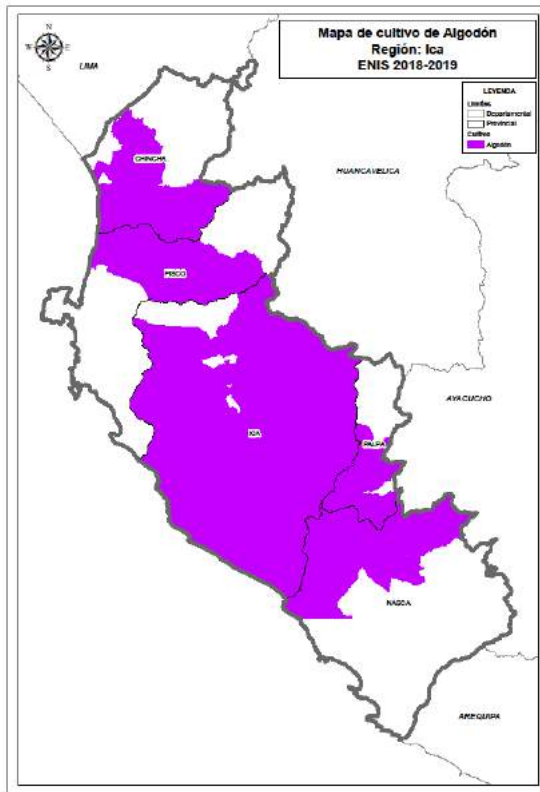 Mapa de cultivo de Algodón
Región: Ica
ENIS 2018-2019
N
W
E
S
LIMA
LEYENDA
Límites
Departamental
Provincial
Cultivo
Algodón
CHINCHA
HUANCAVELICA
PISCO
AYACUCHO
ICA
PALPA
NASCA
AREQUIPA